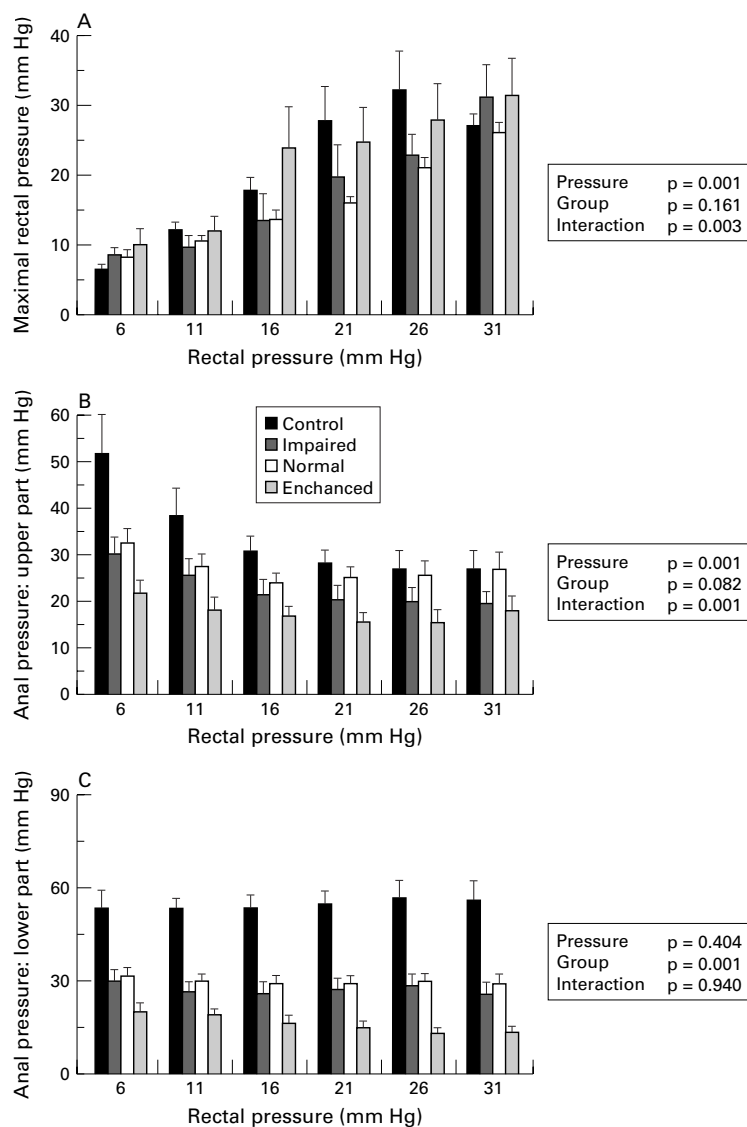 A
Maximal rectal pressure (mm Hg)
40
30
20
10
0
6 11 16 21 26 31
Rectal pressure (mm Hg)
Pressure p = 0.001
Group p = 0.161
Interaction p = 0.003
B
Anal pressure: upper part (mm Hg)
60
50
40
30
20
10
0
Control
Impaired
Normal
Enchanced
6 11 16 21 26 31
Rectal pressure (mm Hg)
Pressure p = 0.001
Group p = 0.082
Interaction p = 0.001
C
Anal pressure: lower part (mm Hg)
90
60
30
0
6 11 16 21 26 31
Rectal pressure (mm Hg)
Pressure p = 0.404
Group p = 0.001
Interaction p = 0.940